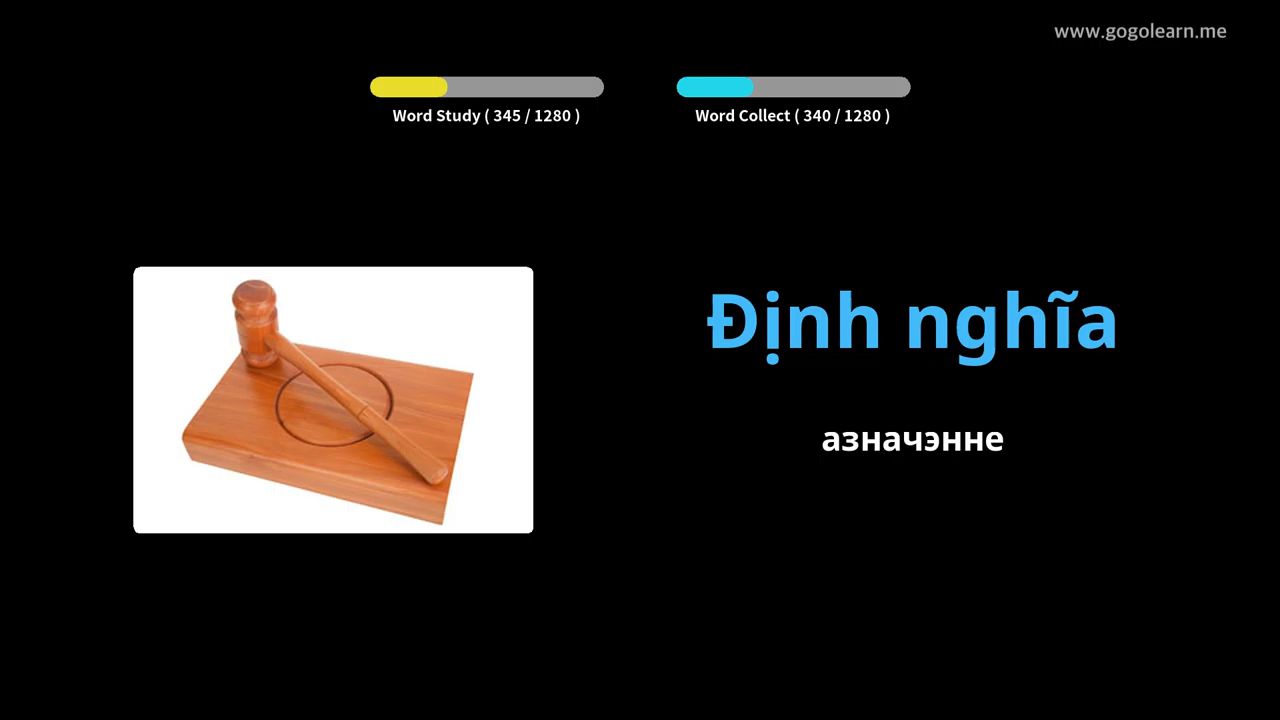 www.gogolearn.me
Word Study ( 345 / 1280 )
Word Collect ( 340 / 1280 )
Định nghĩa
азначэнне